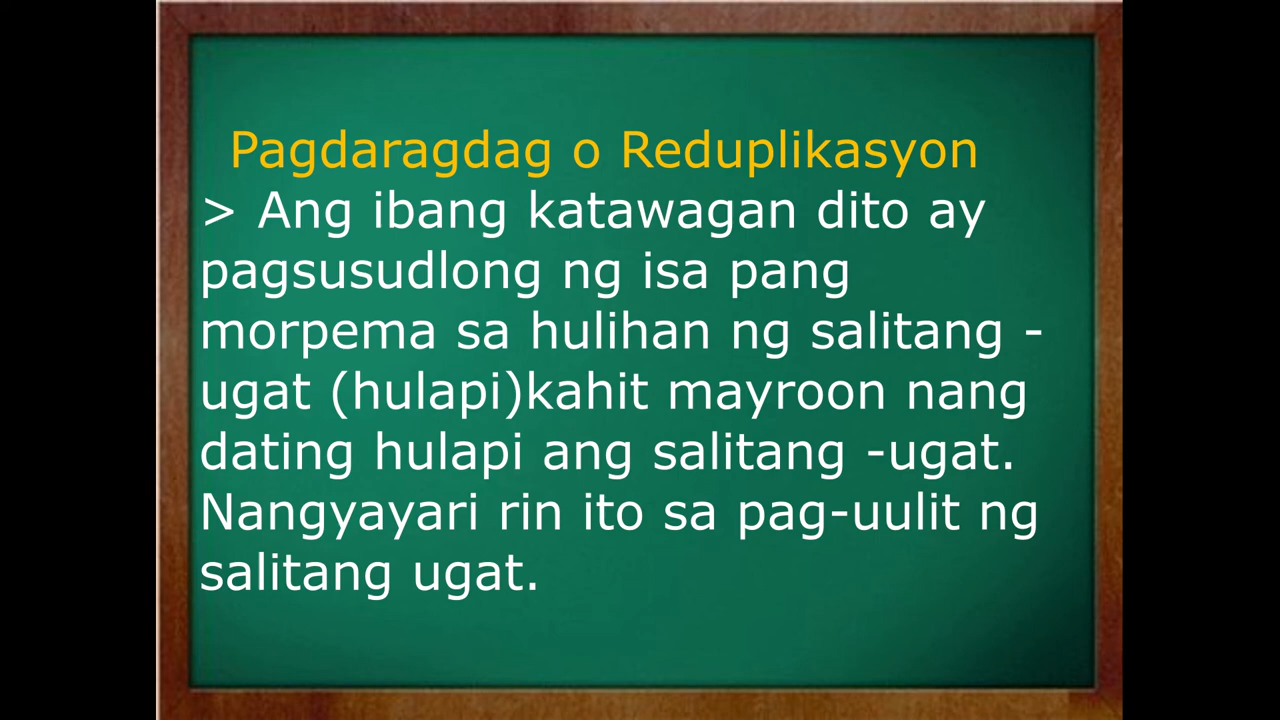 Pagdaragdag o Reduplikasyon
> Ang ibang katawagan dito ay
pagsusudlong ng isa pang
morpema sa hulihan ng salitang -
ugat (hulapi)kahit mayroon nang
dating hulapi ang salitang -ugat.
Nangyayari rin ito sa pag-uulit ng
salitang ugat.